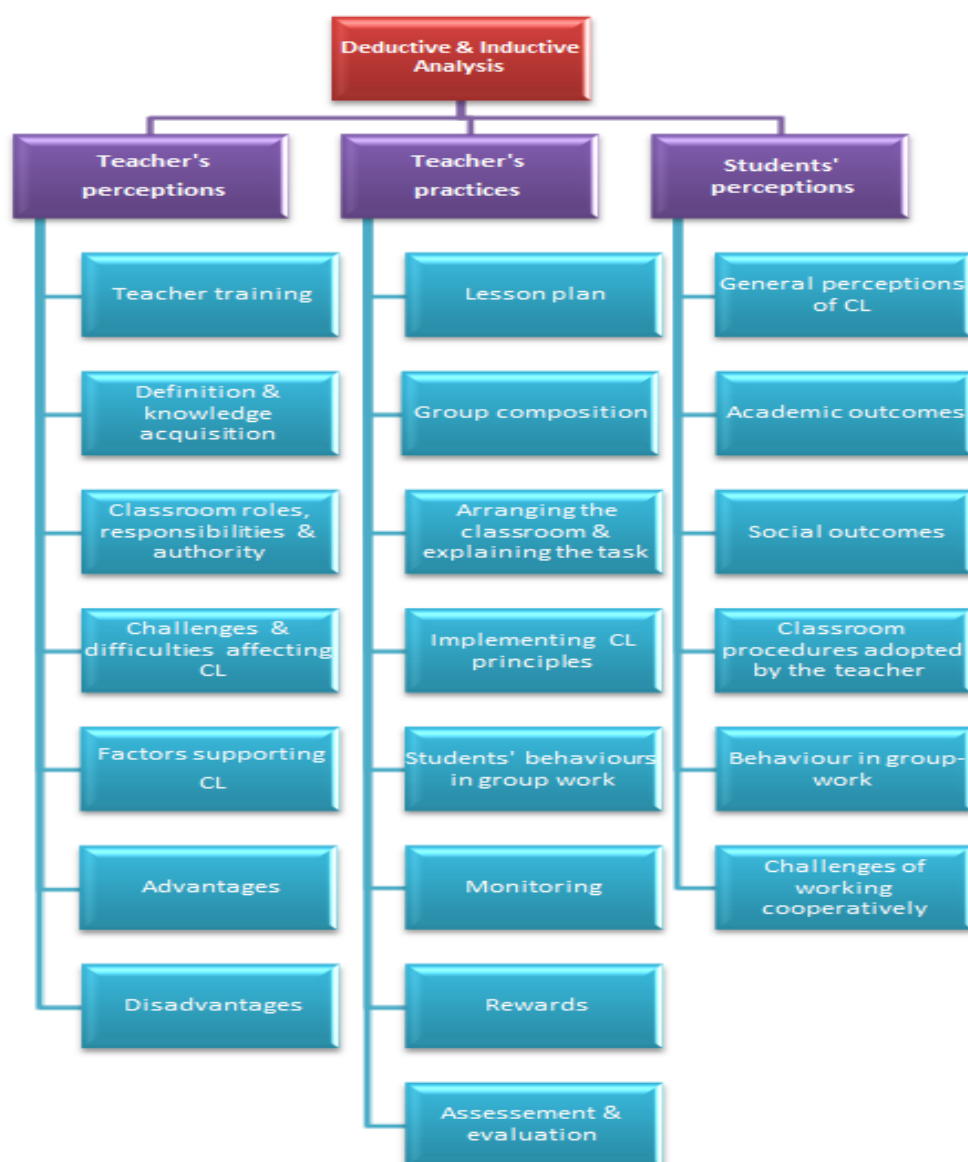 Deductive & Inductive
Analysis
Teacher's
perceptions
Teacher training
Definition &
knowledge
acquisition
Classroom roles,
responsibilities &
authority
Challenges &
difficulties affecting
CL
Factors supporting
CL
Advantages
Disadvantages
Teacher's
practices
Lesson plan
Group composition
Arranging the
classroom &
explaining the task
Implementing CL
principles
Students' behaviours
in group work
Monitoring
Rewards
Assessement &
evaluation
Students'
perceptions
General perceptions
of CL
Academic outcomes
Social outcomes
Classroom
procedures adopted
by the teacher
Behaviour in group-
work
Challenges of
working
cooperatively